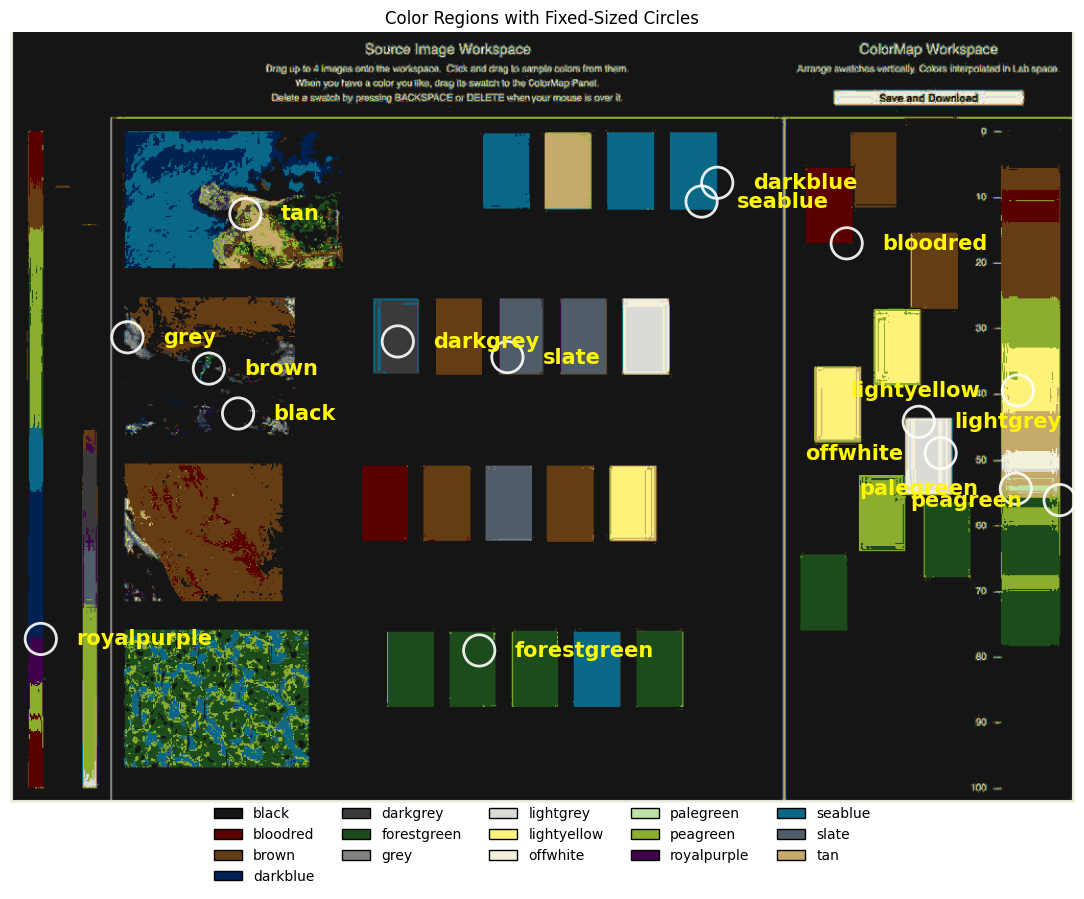 Color Regions with Fixed-Sized Circles
Source Image Workspace
Drag up to 4 images onto the workspace. Click and drag to sample colors from them.
When you have a color you like, drag its swatch to the ColorMap Panel.
Delete a swatch by pressing BACKSPACE or DELETE when your mouse is over it.
ColorMap Workspace
Arrange swatches vertically. Colors interpolated in Lab space.
Save and Download
0
10
20
30
40
50
60
70
80
90
100
darkblue
seablue
tan
bloodred
grey
darkgrey
slate
brown
black
lightyellow
lightgrey
offwhite
palegreen
peagreen
royalpurple
forestgreen
black
bloodred
brown
darkblue
darkgrey
forestgreen
grey
lightgrey
lightyellow
offwhite
palegreen
peagreen
royalpurple
seablue
slate
tan